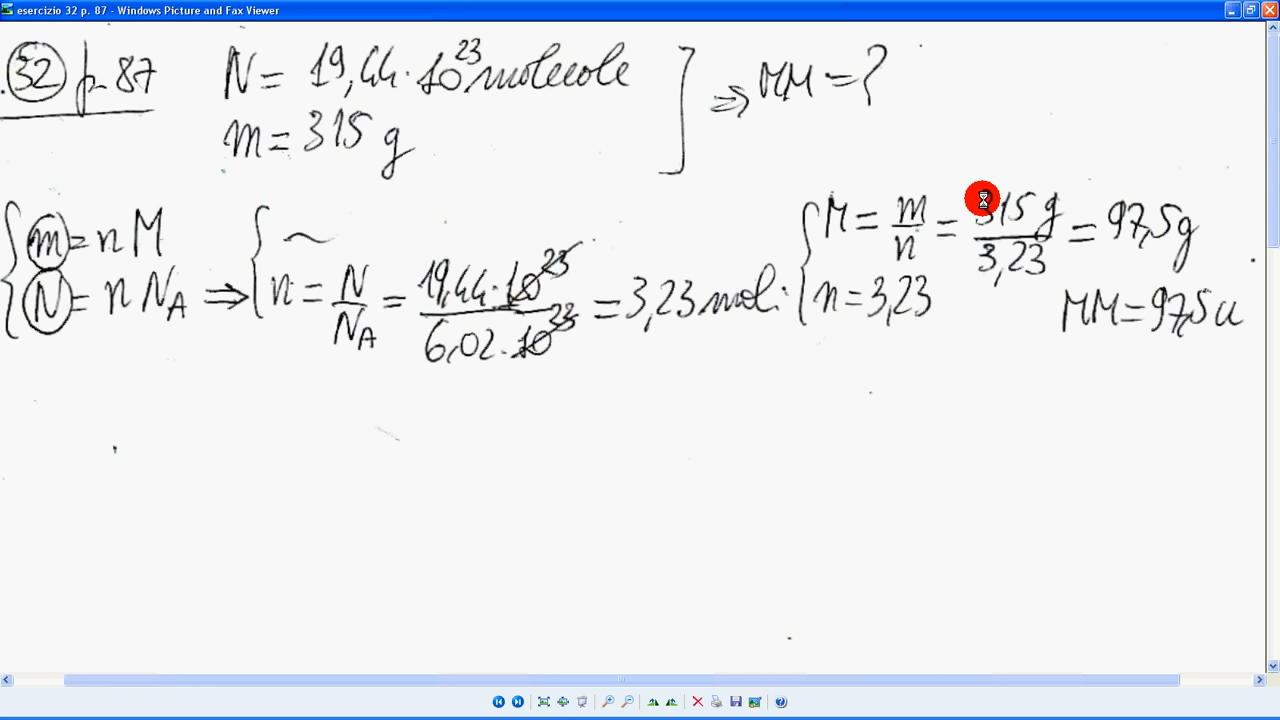 esercizio 32 p. 87 - Windows Picture and Fax Viewer
32 p. 87 N = 19,44·10^23 molecole ] ⇒ MM = ?
m = 315 g
{ m = n M { ~ { M = m/n = 315 g/3,23 = 97,5 g
N = n N_A ⇒ n = N/N_A = 19,44·10^23/6,02·10^23 = 3,23 moli n = 3,23 MM = 97,5 u